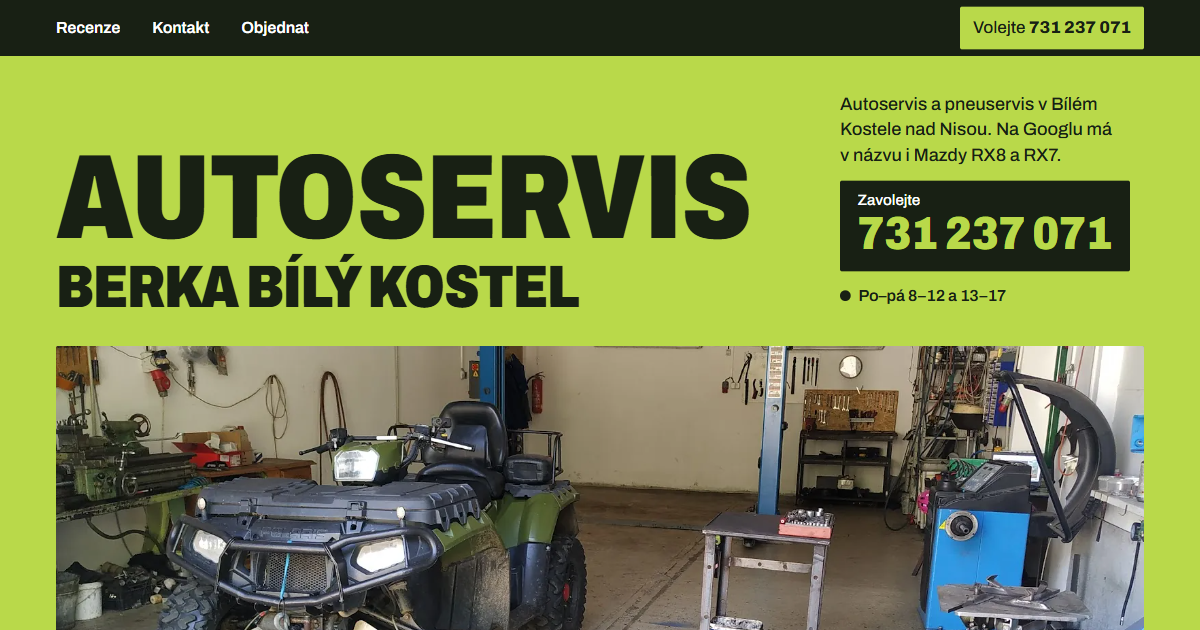 Recenze Kontakt Objednat Volejte 731 237 071
Autoservis a pneuservis v Bílém
Kostele nad Nisou. Na Googlu má
v názvu i Mazdy RX8 a RX7.
AUTOSERVIS
BERKA BÍLÝ KOSTEL
Zavolejte
731 237 071
Po–pá 8–12 a 13–17